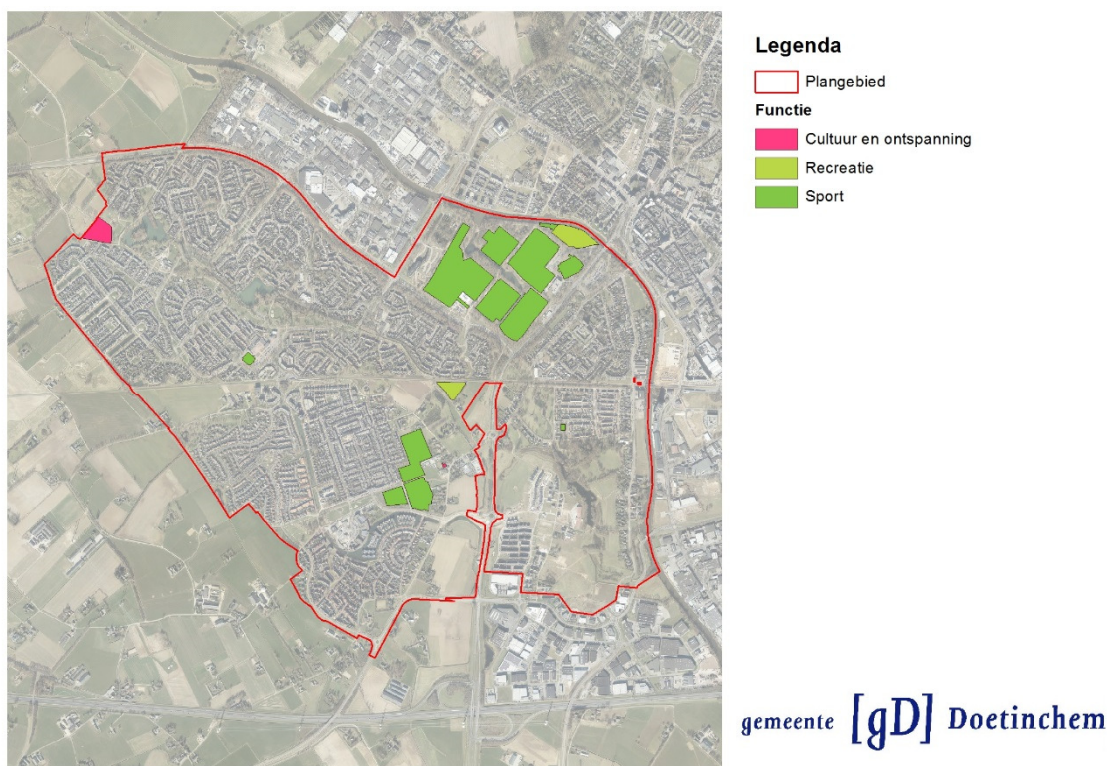 Legenda
Plangebied
Functie
Cultuur en ontspanning
Recreatie
Sport
gemeente [gD] Doetinchem